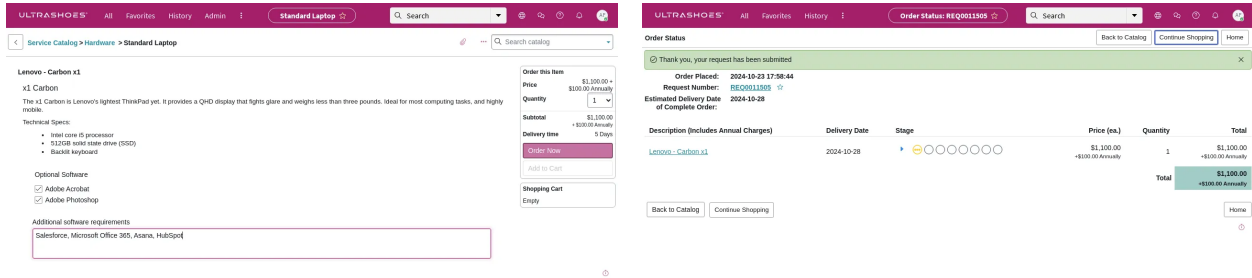 ULTRASHOES All Favorites History Admin Standard Laptop Search AP
Service Catalog > Hardware > Standard Laptop Search catalog
Lenovo - Carbon x1
x1 Carbon
The x1 Carbon is Lenovo's lightest ThinkPad yet. It provides a QHD display that fights glare and weighs less than three pounds. Ideal for most computing tasks, and highly
mobile.
Technical Specs:
Intel core i5 processor
512GB solid state drive (SSD)
Backlit keyboard
Optional Software
Adobe Acrobat
Adobe Photoshop
Additional software requirements
Salesforce, Microsoft Office 365, Asana, HubSpot
Order this Item
Price $1,100.00 +
$100.00 Annually
Quantity 1
Subtotal $1,100.00
+ $100.00 Annually
Delivery time 5 Days
Order Now
Add to Cart
Shopping Cart
Empty
ULTRASHOES All Favorites History Order Status: REQ0011505 Search
Order Status Back to Catalog Continue Shopping Home
Thank you, your request has been submitted
Order Placed: 2024-10-23 17:58:44
Request Number: REQ0011505
Estimated Delivery Date 2024-10-28
of Complete Order:
Description (Includes Annual Charges) Delivery Date Stage Price (ea.) Quantity Total
Lenovo - Carbon x1 2024-10-28 $1,100.00 1 $1,100.00
+$100.00 Annually +$100.00 Annually
Total $1,100.00
+$100.00 Annually
Back to Catalog Continue Shopping Home